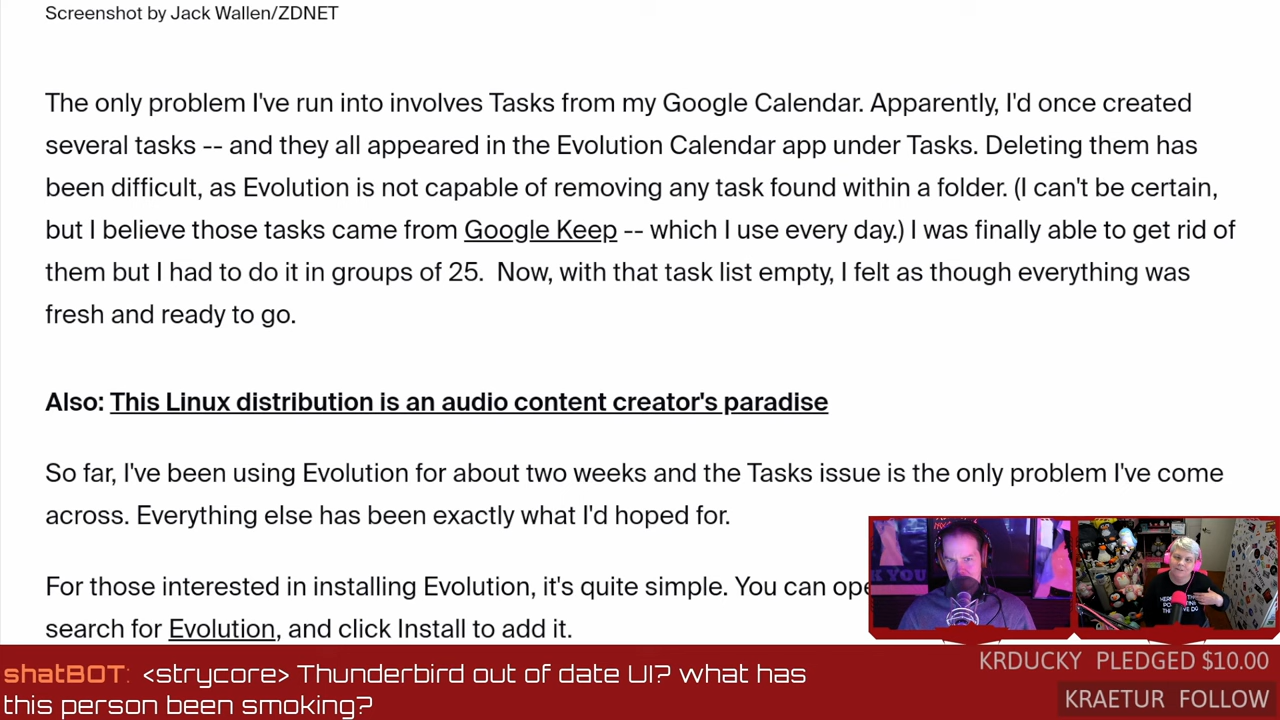 Screenshot by Jack Wallen/ZDNET
The only problem I've run into involves Tasks from my Google Calendar. Apparently, I'd once created
several tasks -- and they all appeared in the Evolution Calendar app under Tasks. Deleting them has
been difficult, as Evolution is not capable of removing any task found within a folder. (I can't be certain,
but I believe those tasks came from Google Keep -- which I use every day.) I was finally able to get rid of
them but I had to do it in groups of 25.  Now, with that task list empty, I felt as though everything was
fresh and ready to go.
Also: This Linux distribution is an audio content creator's paradise
So far, I've been using Evolution for about two weeks and the Tasks issue is the only problem I've come
across. Everything else has been exactly what I'd hoped for.
For those interested in installing Evolution, it's quite simple. You can ope
search for Evolution, and click Install to add it.
shatBOT: <strycore> Thunderbird out of date UI? what has
this person been smoking?
KRDUCKY PLEDGED $10.00
KRAETUR FOLLOW